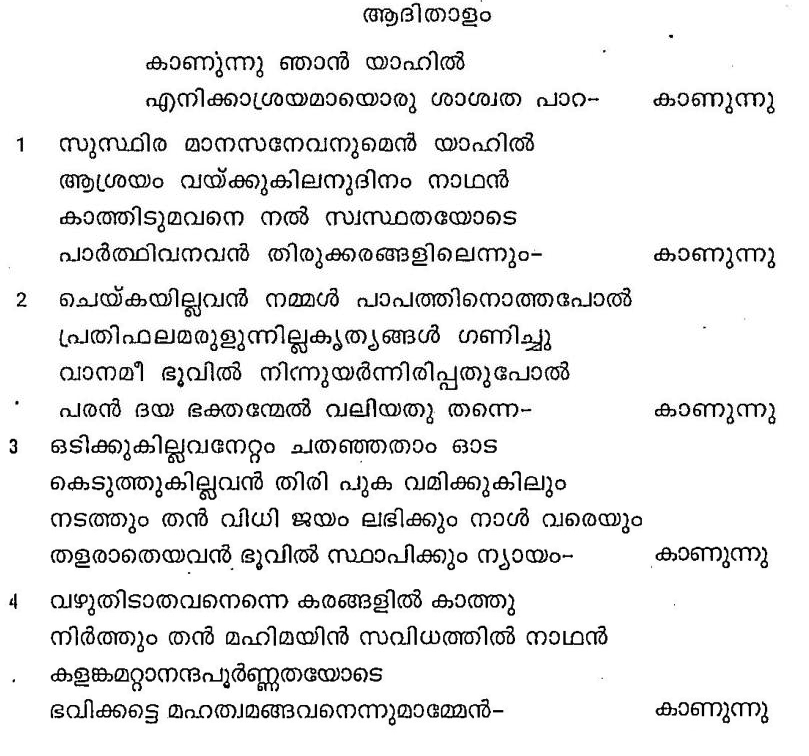 ആദിതാളം
കാണുന്നു ഞാൻ യാഹിൽ
എനിക്കാശ്രയമായൊരു ശാശ്വത പാറ- കാണുന്നു
1 സുസ്ഥിര മാനസനേവനുമെൻ യാഹിൽ
ആശ്രയം വയ്ക്കുകിലനുദിനം നാഥൻ
കാത്തിടുമവനെ നൽ സ്വസ്ഥതയോടെ
പാർത്ഥിവനവൻ തിരുക്കരങ്ങളിലെന്നും- കാണുന്നു
2 ചെയ്കയില്ലവൻ നമ്മൾ പാപത്തിനൊത്തപോൽ
പ്രതിഫലമരുളുന്നില്ലകൃത്യങ്ങൾ ഗണിച്ചു
വാനമീ ഭൂവിൽ നിന്നുയർന്നിരിപ്പതുപോൽ
പരൻ ദയ ഭക്തന്മേൽ വലിയതു തന്നെ- കാണുന്നു
3 ഒടിക്കുകില്ലവനേറ്റം ചതഞ്ഞതാം ഓട
കെടുത്തുകില്ലവൻ തിരി പുക വമിക്കുകിലും
നടത്തും തൻ വിധി ജയം ലഭിക്കും നാൾ വരെയും
തളരാതെയവൻ ഭൂവിൽ സ്ഥാപിക്കും ന്യായം- കാണുന്നു
4 വഴുതിടാതവനെന്നെ കരങ്ങളിൽ കാത്തു
നിർത്തും തൻ മഹിമയിൻ സവിധത്തിൽ നാഥൻ
കളങ്കമറ്റാനന്ദപൂർണ്ണതയോടെ
ഭവിക്കട്ടെ മഹത്വമങ്ങവനെന്നുമാമ്മേൻ- കാണുന്നു